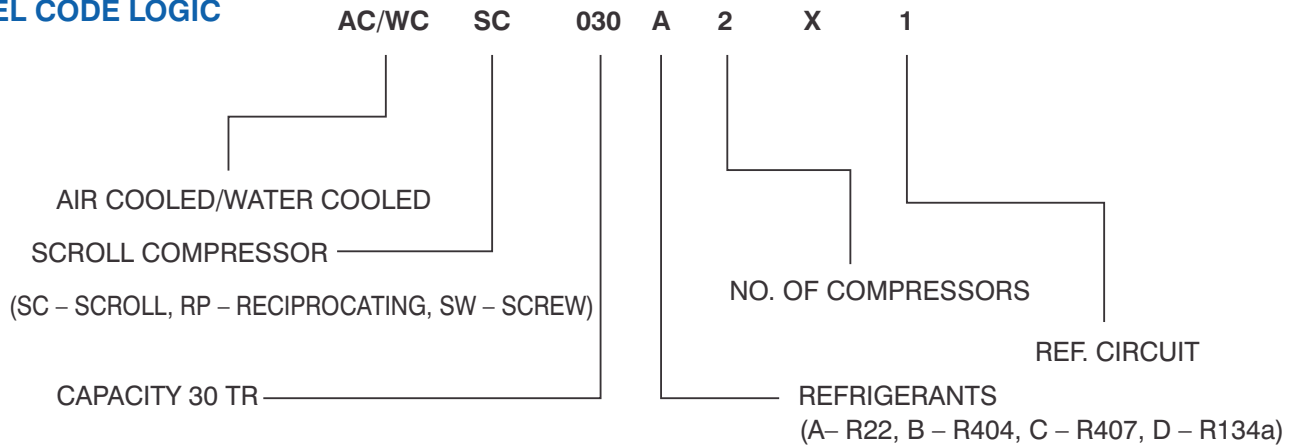 EL CODE LOGIC
AC/WC SC 030 A 2 X 1
AIR COOLED/WATER COOLED
SCROLL COMPRESSOR
(SC – SCROLL, RP – RECIPROCATING, SW – SCREW)
NO. OF COMPRESSORS
REF. CIRCUIT
CAPACITY 30 TR
REFRIGERANTS
(A– R22, B – R404, C – R407, D – R134a)